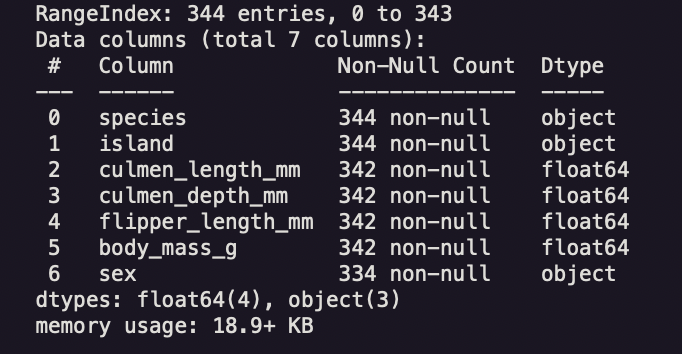 RangeIndex: 344 entries, 0 to 343
Data columns (total 7 columns):
 #   Column             Non-Null Count  Dtype
---  ------             --------------  -----
 0   species            344 non-null    object
 1   island             344 non-null    object
 2   culmen_length_mm   342 non-null    float64
 3   culmen_depth_mm    342 non-null    float64
 4   flipper_length_mm  342 non-null    float64
 5   body_mass_g        342 non-null    float64
 6   sex                334 non-null    object
dtypes: float64(4), object(3)
memory usage: 18.9+ KB